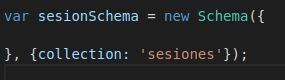 var sesionSchema = new Schema({
}, {collection: 'sesiones'});